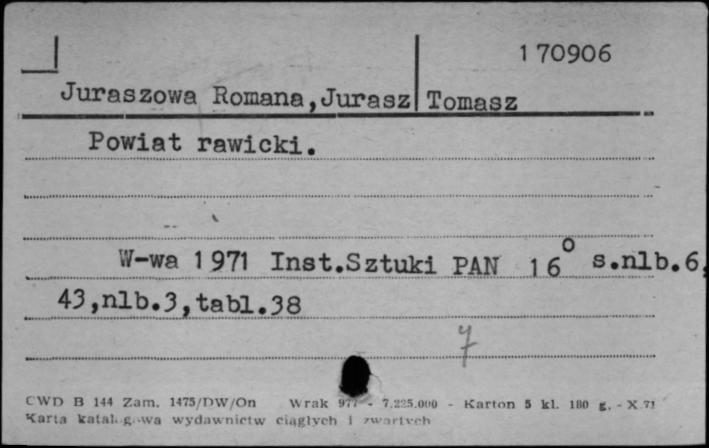 170906
Juraszowa Romana,Jurasz Tomasz
Powiat rawicki.
W-wa 1971 Inst.Sztuki PAN 16° s.nlb.6,
43,nlb.3,tabl.38
7
CWD B 144 Zam. 1475/DW/On Wrak 977 - 7.225.000 - Karton 5 kl. 180 g. - X 71
Karta katalogowa wydawnictw ciągłych i zwartych